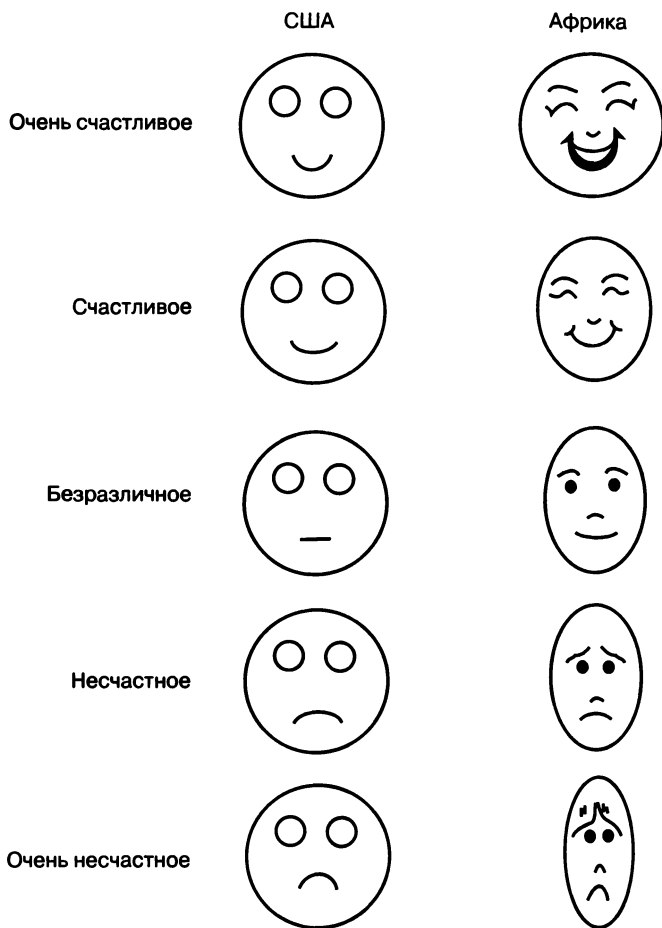 США Африка
Очень счастливое
Счастливое
Безразличное
Несчастное
Очень несчастное